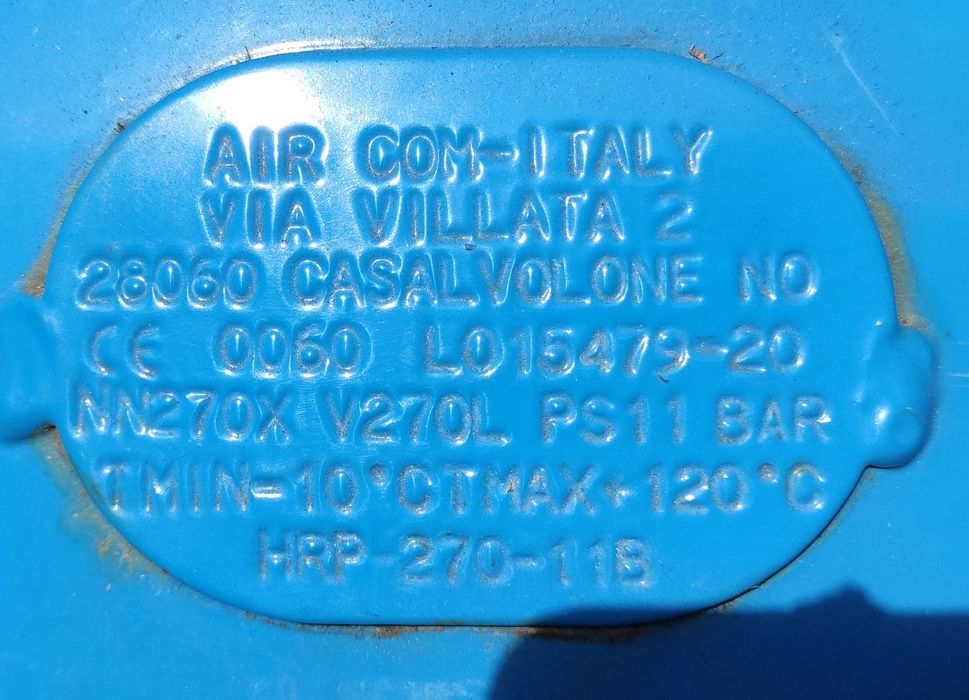 AIR COM-ITALY
VIA VILLATA 2
28060 CASALVOLONE NO
CE 0060 L015479-20
NN270X V270L PS11 BAR
TMIN-10°CTMAX+120°C
HRP-270-11B